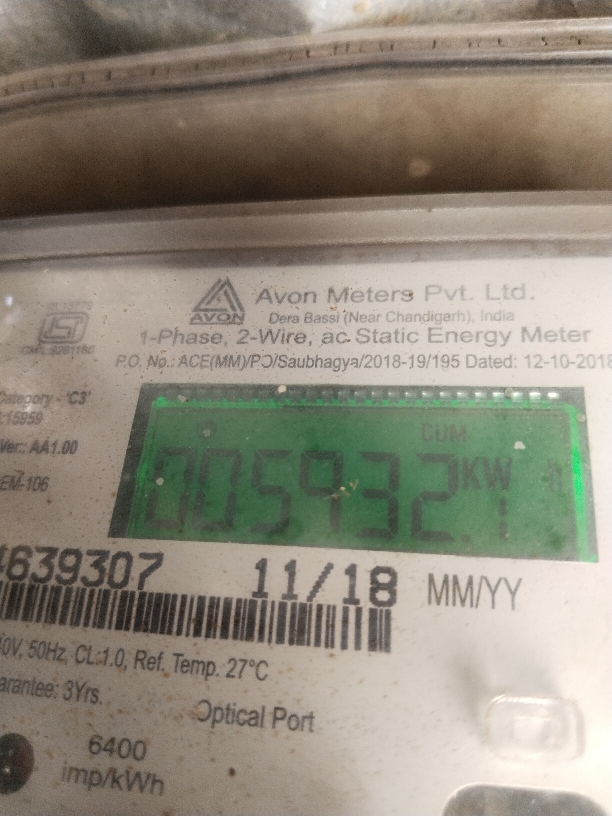 AVON
Avon Meters Pvt. Ltd.
Dera Bassi (Near Chandigarh), India
1-Phase, 2-Wire, ac Static Energy Meter
P.O. No.: ACE(MM)/PO/Saubhagya/2018-19/195 Dated: 12-10-2018
Category - 'C3'
15959
Ver.: AA1.00
EM-106
CUM
005932.1 KW h
639307 11/18 MM/YY
40V, 50Hz, CL:1.0, Ref. Temp. 27°C
arantee: 3Yrs.
Optical Port
6400
imp/kWh